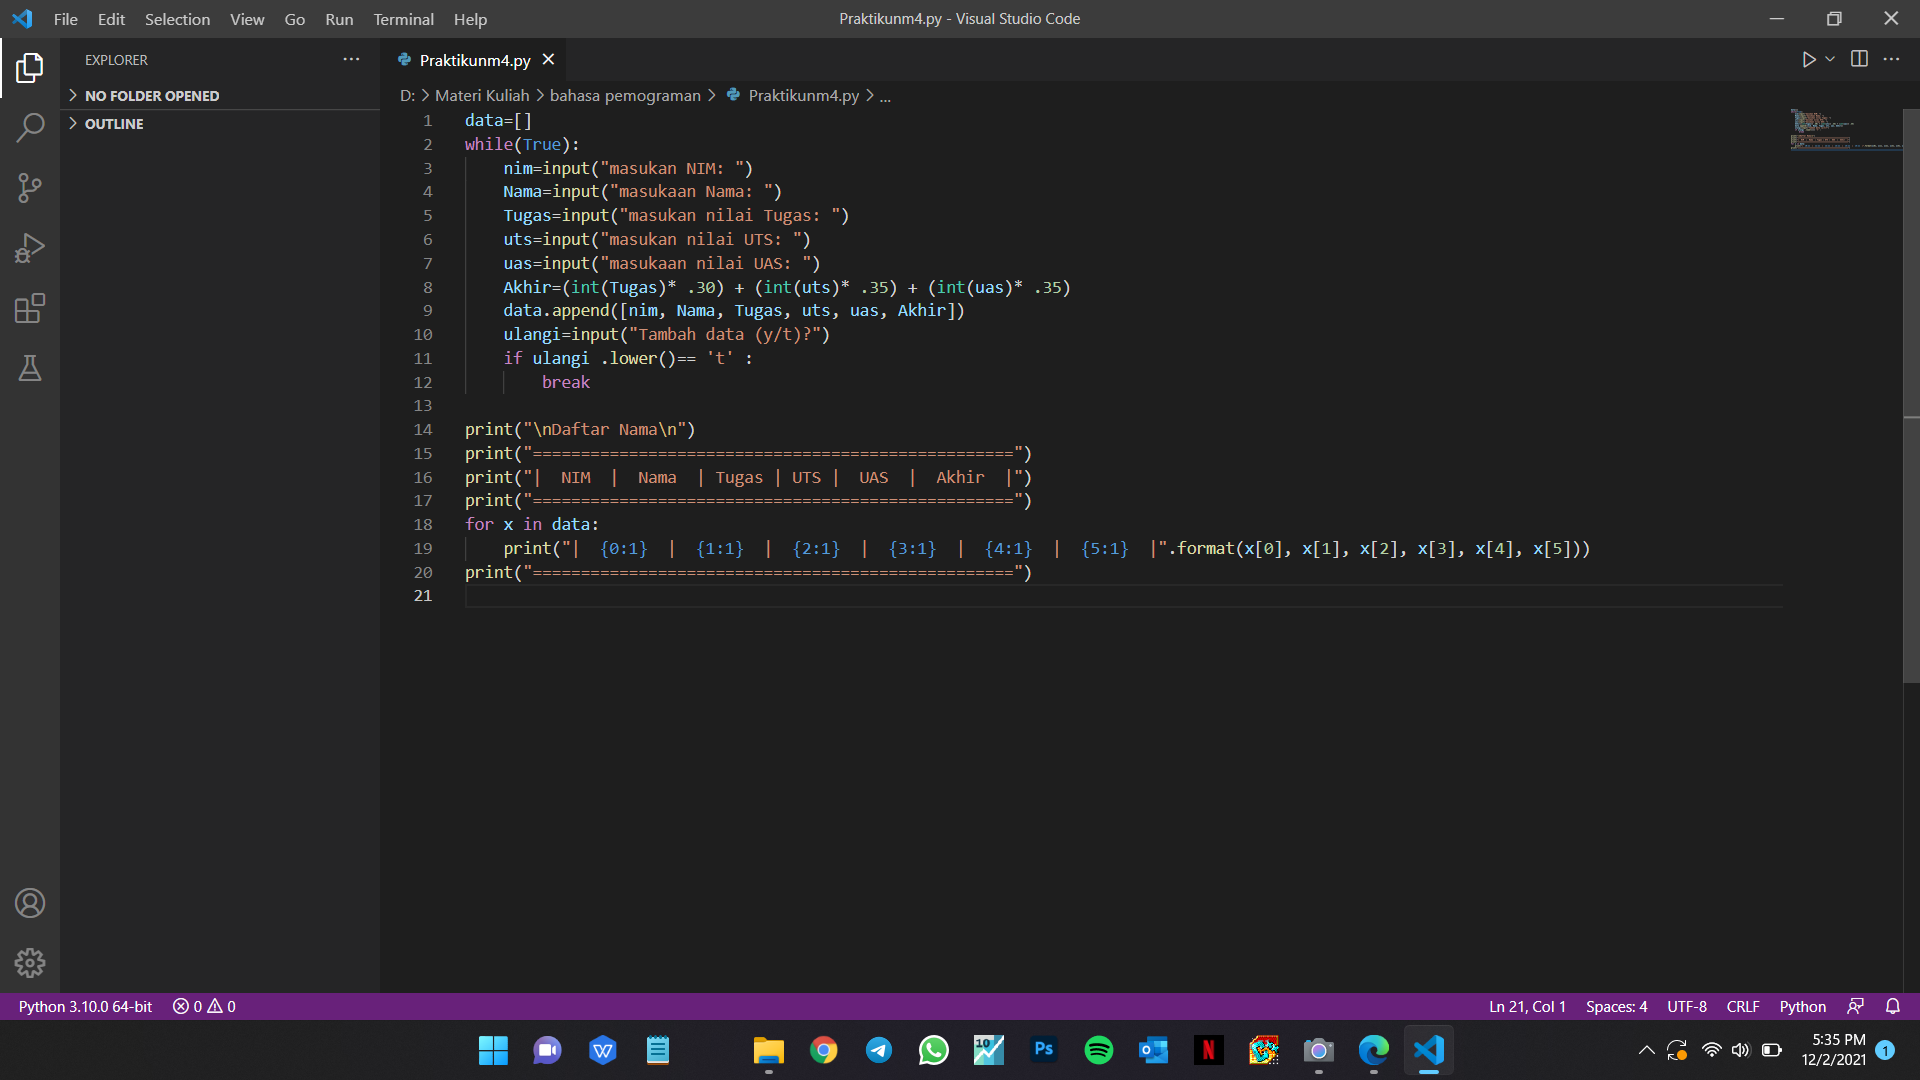 File Edit Selection View Go Run Terminal Help
Praktikunm4.py - Visual Studio Code
EXPLORER
Praktikunm4.py
NO FOLDER OPENED
OUTLINE
D: > Materi Kuliah > bahasa pemograman > Praktikunm4.py > ...
1 data=[]
2 while(True):
3     nim=input("masukan NIM: ")
4     Nama=input("masukaan Nama: ")
5     Tugas=input("masukan nilai Tugas: ")
6     uts=input("masukan nilai UTS: ")
7     uas=input("masukaan nilai UAS: ")
8     Akhir=(int(Tugas)* .30) + (int(uts)* .35) + (int(uas)* .35)
9     data.append([nim, Nama, Tugas, uts, uas, Akhir])
10     ulangi=input("Tambah data (y/t)?")
11     if ulangi .lower()== 't' :
12         break
13
14 print("\nDaftar Nama\n")
15 print("==================================================")
16 print("|  NIM  |  Nama  | Tugas | UTS |  UAS  |  Akhir  |")
17 print("==================================================")
18 for x in data:
19     print("|  {0:1}  |  {1:1}  |  {2:1}  |  {3:1}  |  {4:1}  |  {5:1}  |".format(x[0], x[1], x[2], x[3], x[4], x[5]))
20 print("==================================================")
21
Python 3.10.0 64-bit 0 0
Ln 21, Col 1 Spaces: 4 UTF-8 CRLF Python
W
10
Ps
N
5:35 PM
12/2/2021
1